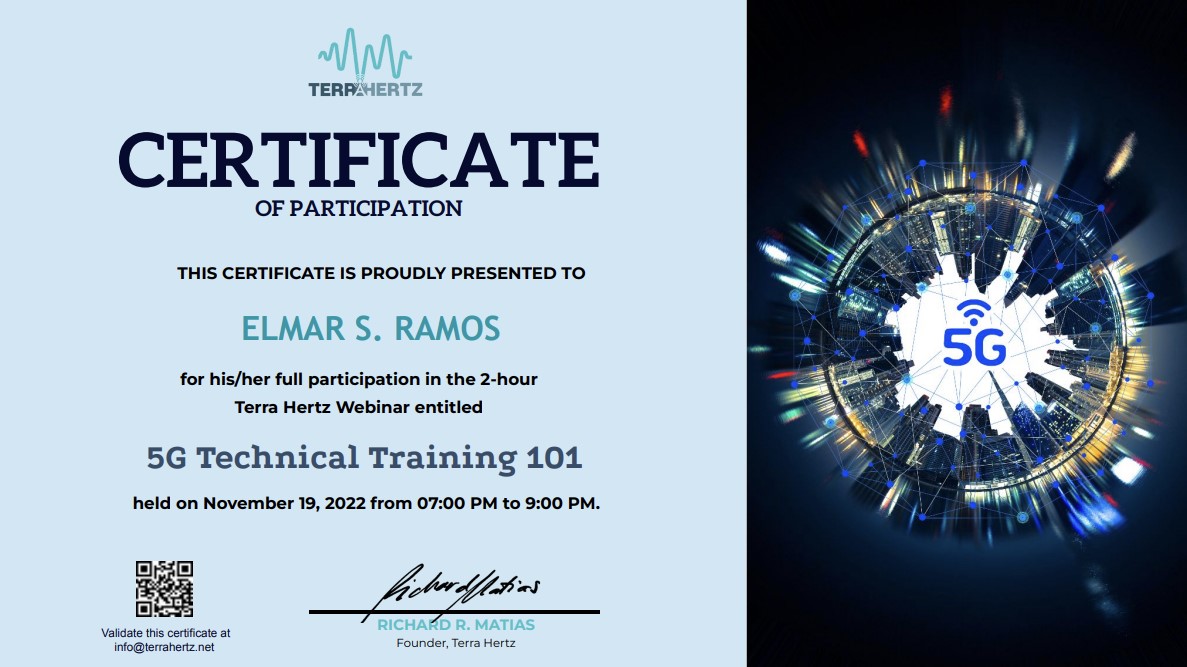 TERRAHERTZ
CERTIFICATE
OF PARTICIPATION
THIS CERTIFICATE IS PROUDLY PRESENTED TO
ELMAR S. RAMOS
for his/her full participation in the 2-hour
Terra Hertz Webinar entitled
5G Technical Training 101
held on November 19, 2022 from 07:00 PM to 9:00 PM.
Richard Matias
RICHARD R. MATIAS
Founder, Terra Hertz
Validate this certificate at
info@terrahertz.net
5G